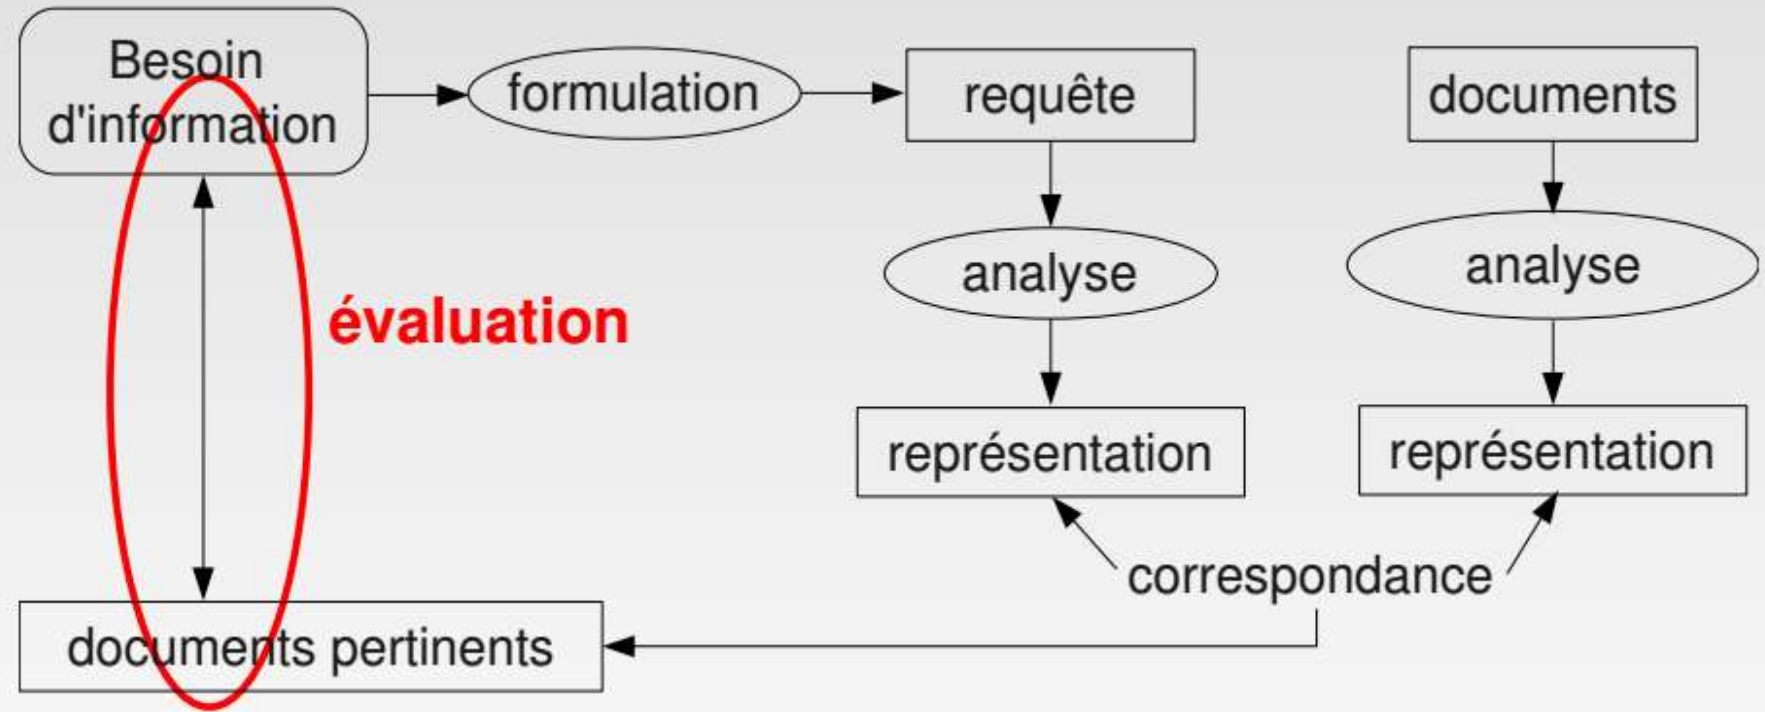 Besoin
d'information
formulation
requête
documents
analyse
analyse
évaluation
représentation
représentation
correspondance
documents pertinents